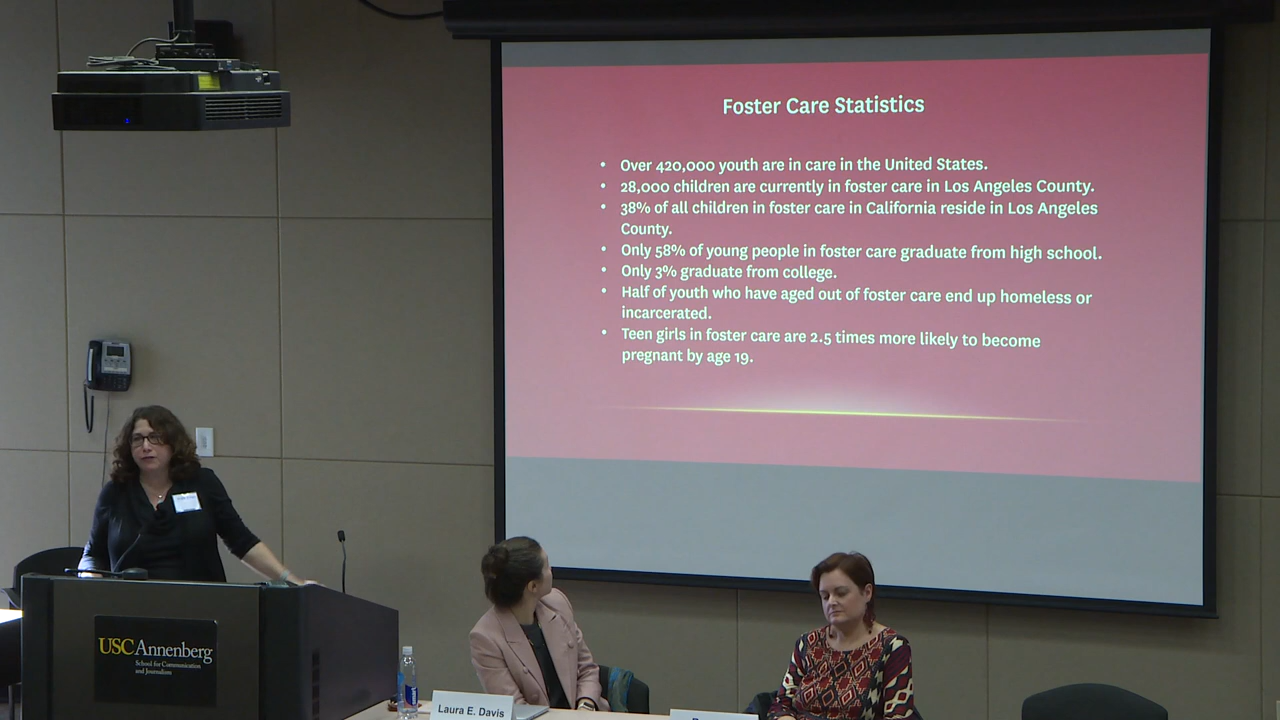 Foster Care Statistics
• Over 420,000 youth are in care in the United States.
• 28,000 children are currently in foster care in Los Angeles County.
• 38% of all children in foster care in California reside in Los Angeles
County.
• Only 58% of young people in foster care graduate from high school.
• Only 3% graduate from college.
• Half of youth who have aged out of foster care end up homeless or
incarcerated.
• Teen girls in foster care are 2.5 times more likely to become
pregnant by age 19.
USCAnnenberg
School for Communication
and Journalism
Laura E. Davis